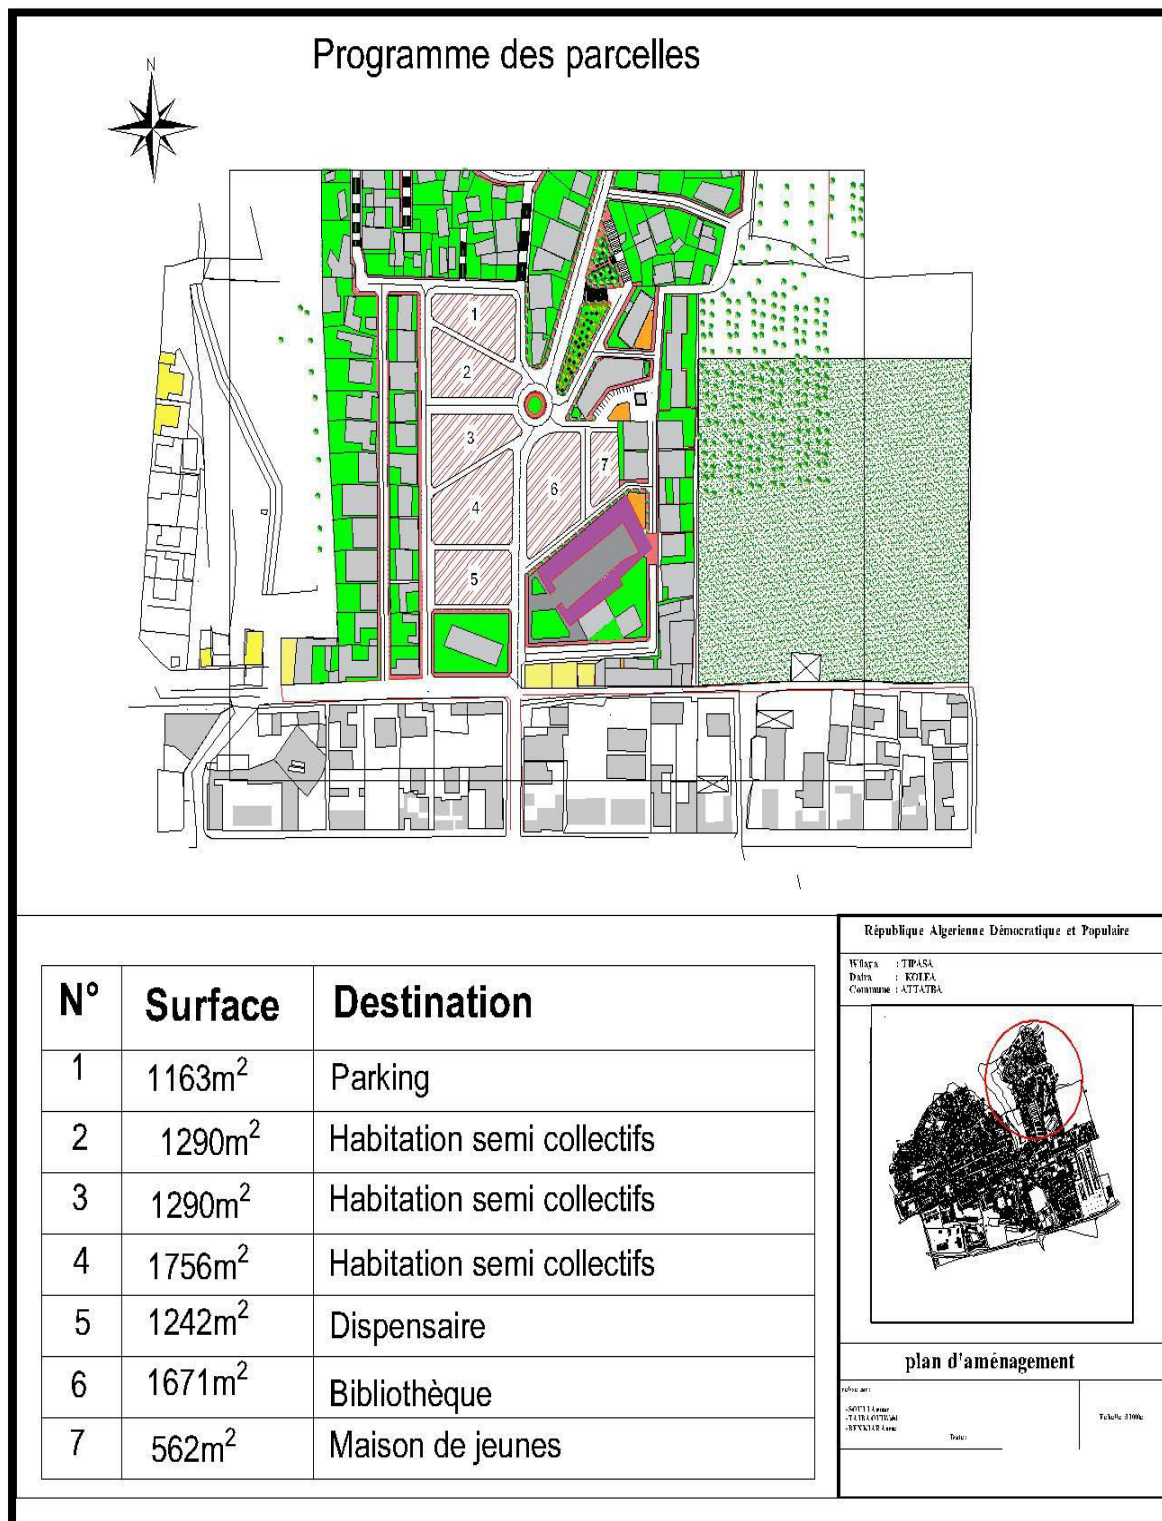 Programme des parcelles
N
1
2
3
4
5
6
7
N° Surface Destination
1 1163m² Parking
2 1290m² Habitation semi collectifs
3 1290m² Habitation semi collectifs
4 1756m² Habitation semi collectifs
5 1242m² Dispensaire
6 1671m² Bibliothèque
7 562m² Maison de jeunes
République Algerienne Démocratique et Populaire
Wilaya : TIPASA
Daira : KOLEA
Commune : ATTATBA
plan d'aménagement
Date: